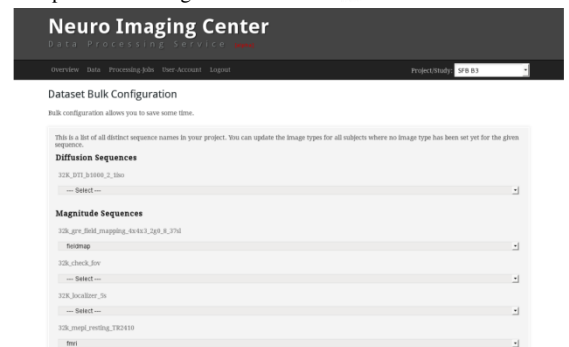 Neuro Imaging Center
Data Processing Service
Overview Data Processing-Jobs User-Account Logout
Project/Study: SFB B3
Dataset Bulk Configuration
Bulk configuration allows you to save some time.
This is a list of all distinct sequence names in your project. You can update the image types for all subjects where no image type has been set yet for the given
sequence.
Diffusion Sequences
32K_DTI_b1000_2_1iso
--- Select ---
Magnitude Sequences
32k_gre_field_mapping_4x4x3_2g6_8_37sl
fieldmap
32k_check_fov
--- Select ---
32K_localizer_5s
--- Select ---
32k_mepi_resting_TR2410
fmri